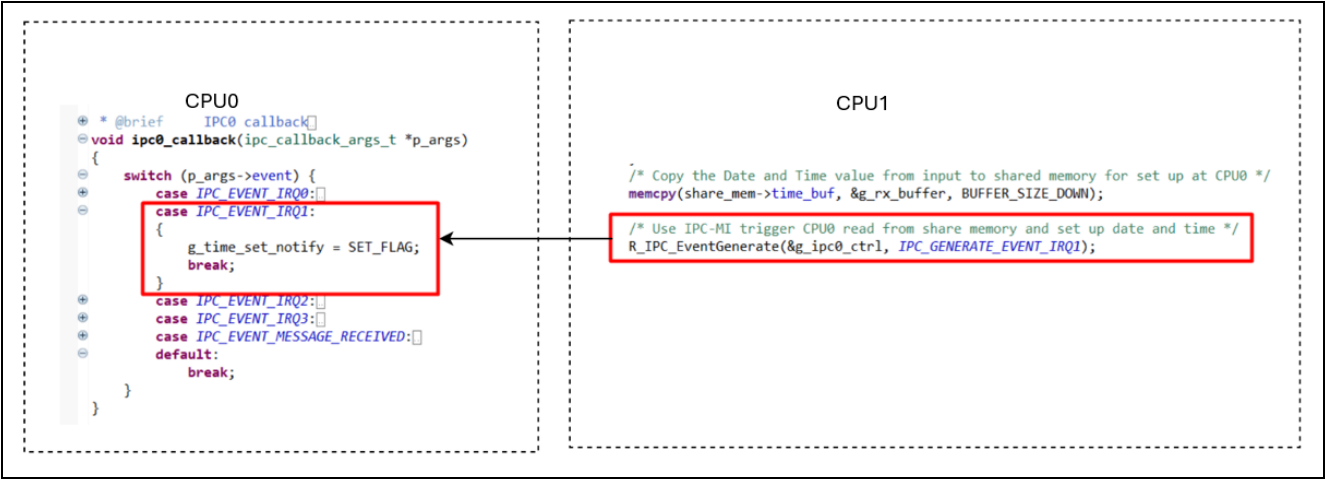 CPU0
* @brief     IPC0 callback
void ipc0_callback(ipc_callback_args_t *p_args)
{
    switch (p_args->event) {
        case IPC_EVENT_IRQ0:
        case IPC_EVENT_IRQ1:
        {
            g_time_set_notify = SET_FLAG;
            break;
        }
        case IPC_EVENT_IRQ2:
        case IPC_EVENT_IRQ3:
        case IPC_EVENT_MESSAGE_RECEIVED:
        default:
            break;
    }
}
CPU1
/* Copy the Date and Time value from input to shared memory for set up at CPU0 */
memcpy(share_mem->time_buf, &g_rx_buffer, BUFFER_SIZE_DOWN);
/* Use IPC-MI trigger CPU0 read from share memory and set up date and time */
R_IPC_EventGenerate(&g_ipc0_ctrl, IPC_GENERATE_EVENT_IRQ1);